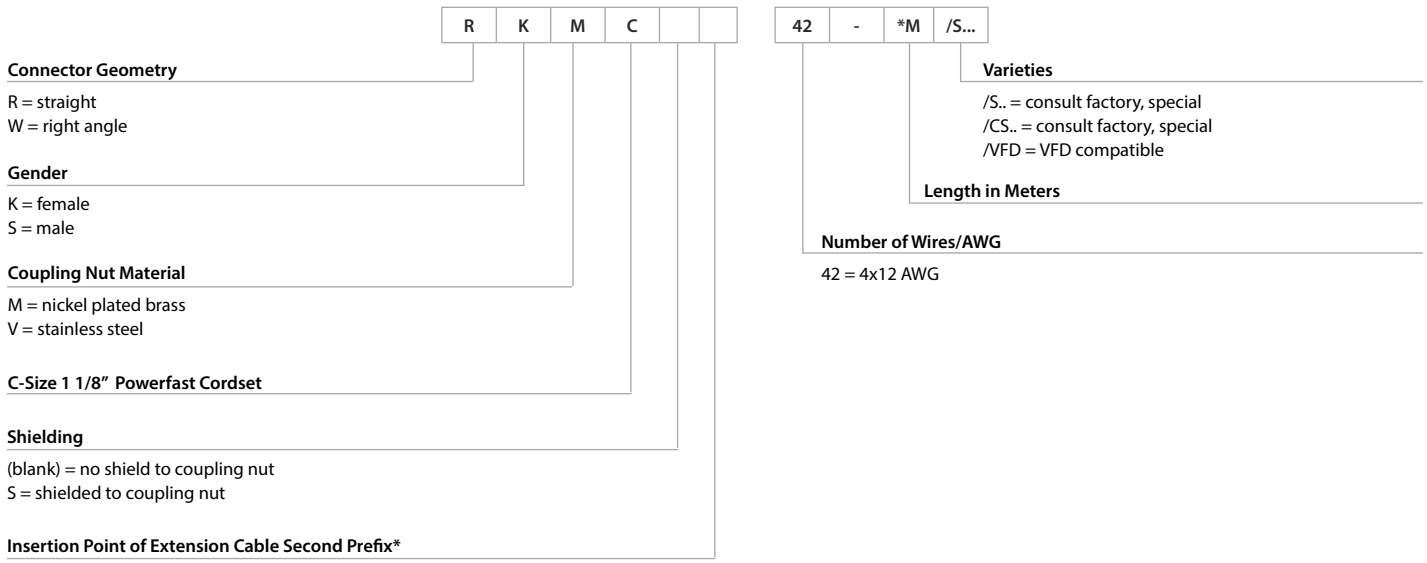 R K M C 42 - *M /S...
Connector Geometry
R = straight
W = right angle
Gender
K = female
S = male
Coupling Nut Material
M = nickel plated brass
V = stainless steel
C-Size 1 1/8” Powerfast Cordset
Shielding
(blank) = no shield to coupling nut
S = shielded to coupling nut
Insertion Point of Extension Cable Second Prefix*
Varieties
/S.. = consult factory, special
/CS.. = consult factory, special
/VFD = VFD compatible
Length in Meters
Number of Wires/AWG
42 = 4x12 AWG